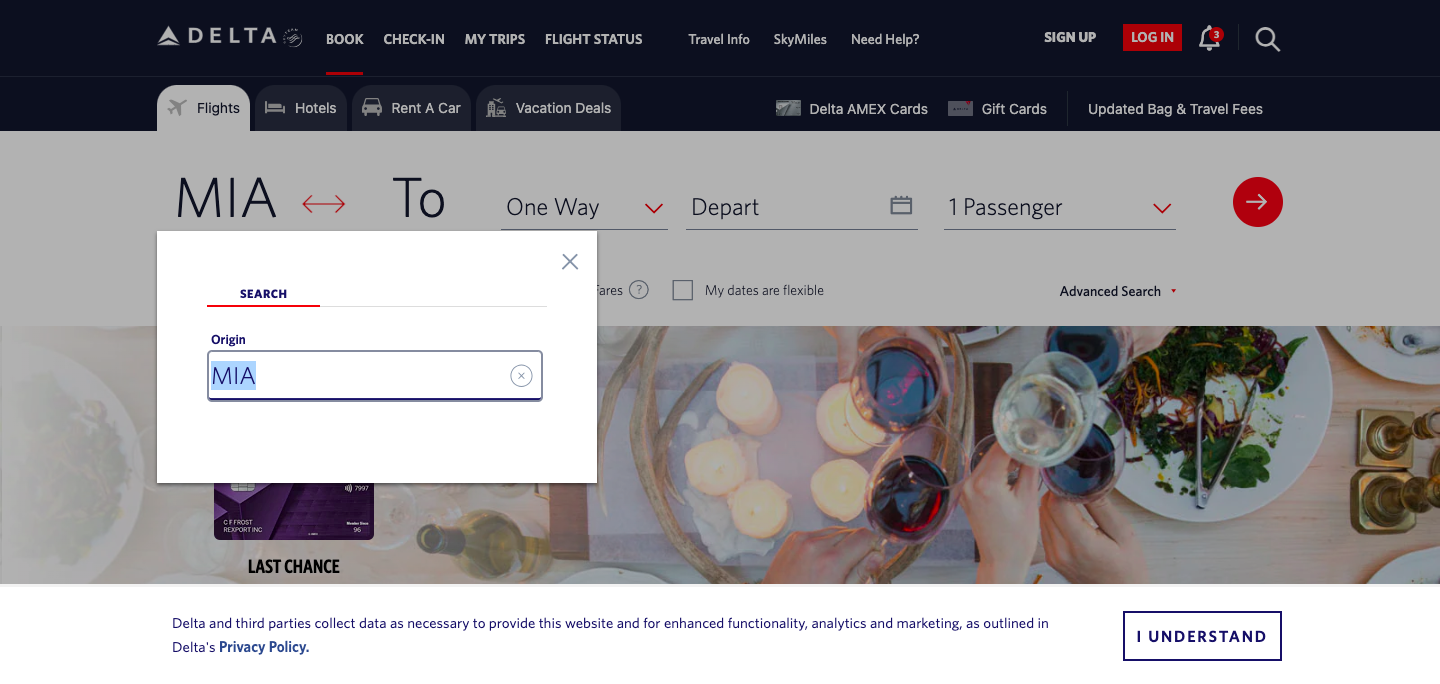 DELTA
BOOK
CHECK-IN
MY TRIPS
FLIGHT STATUS
Travel Info
SkyMiles
Need Help?
SIGN UP
LOG IN
3
Flights
Hotels
Rent A Car
Vacation Deals
Delta AMEX Cards
Gift Cards
Updated Bag & Travel Fees
MIA
To
One Way
Depart
1 Passenger
Fares
?
My dates are flexible
Advanced Search
SEARCH
Origin
MIA
7997
C F FROST
REXPORT INC
Member Since
96
LAST CHANCE
Delta and third parties collect data as necessary to provide this website and for enhanced functionality, analytics and marketing, as outlined in
Delta's Privacy Policy.
I UNDERSTAND